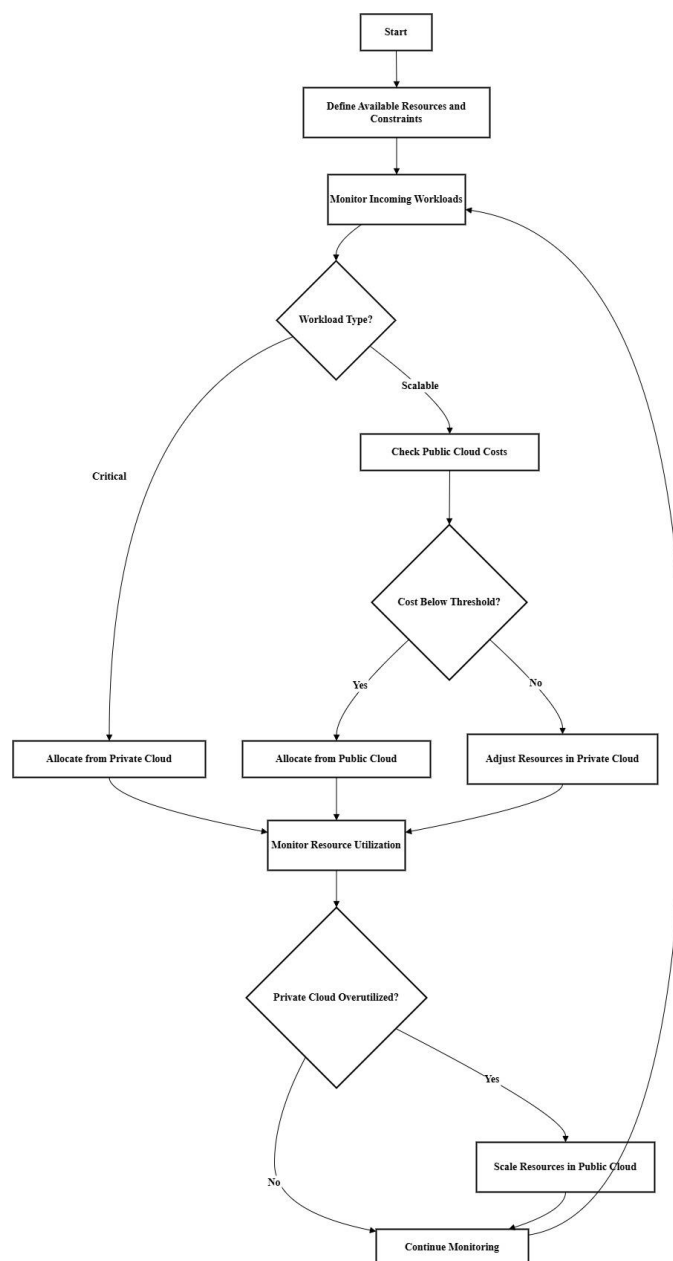 Start
Define Available Resources and
Constraints
Monitor Incoming Workloads
Workload Type?
Scalable
Check Public Cloud Costs
Critical
Cost Below Threshold?
Yes
No
Allocate from Private Cloud
Allocate from Public Cloud
Adjust Resources in Private Cloud
Monitor Resource Utilization
Private Cloud Overutilized?
Yes
Scale Resources in Public Cloud
No
Continue Monitoring